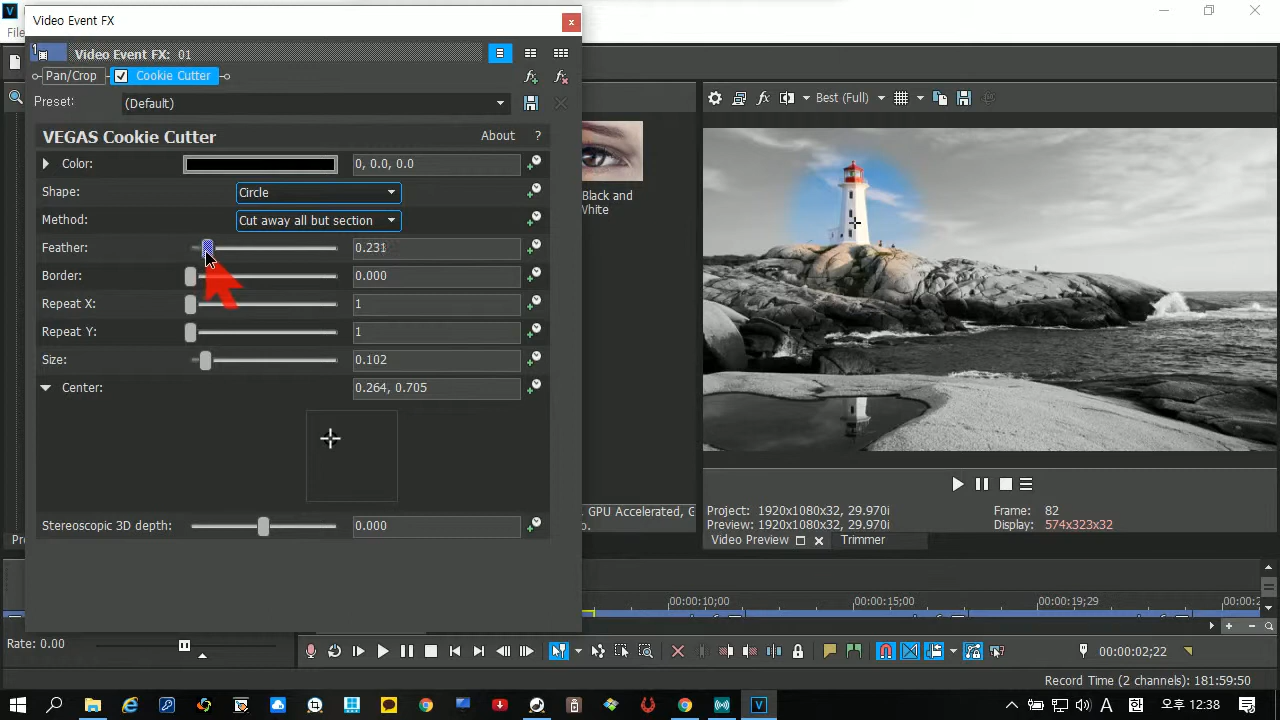 Video Event FX
File
Video Event FX: 01
Pan/Crop
Cookie Cutter
Preset:
(Default)
VEGAS Cookie Cutter
About
?
Color:
0, 0.0, 0.0
Shape:
Circle
Method:
Cut away all but section
Feather:
0.231
Border:
0.000
Repeat X:
1
Repeat Y:
1
Size:
0.102
Center:
0.264, 0.705
Stereoscopic 3D depth:
0.000
Black and
White
GPU Accelerated, G
Best (Full)
Project: 1920x1080x32, 29.970i
Frame: 82
Preview: 1920x1080x32, 29.970i
Display: 574x323x32
Video Preview
Trimmer
00:00:10;00
00:00:15;00
00:00:19;29
Rate: 0.00
00:00:02;22
Record Time (2 channels): 181:59:50
A
한
오후 12:38